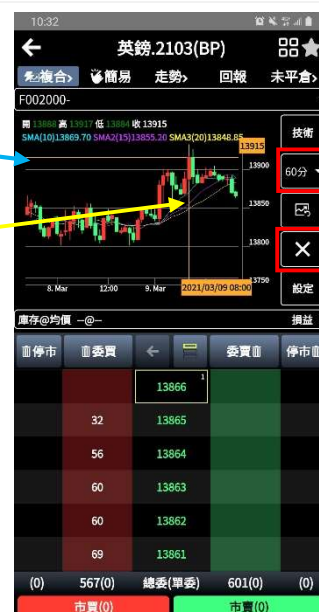 10:32
英鎊.2103(BP)
複合> 簡易 走勢> 回報 未平倉>
F002000-
開 13868 高 13917 低 13864 收 13915
SMA(10)13869.70 SMA2(15)13855.20 SMA3(20)13848.85
13915
13900
13850
13800
13750
8. Mar 12:00 9. Mar 2021/03/09 08:00
技術
60分
設定
庫存@均價 --@-- 損益
停市 委買 委賣 停市
13866 1
32 13865
56 13864
60 13863
60 13862
69 13861
(0) 567(0) 總委(單委) 601(0) (0)
市買(0) 市賣(0)